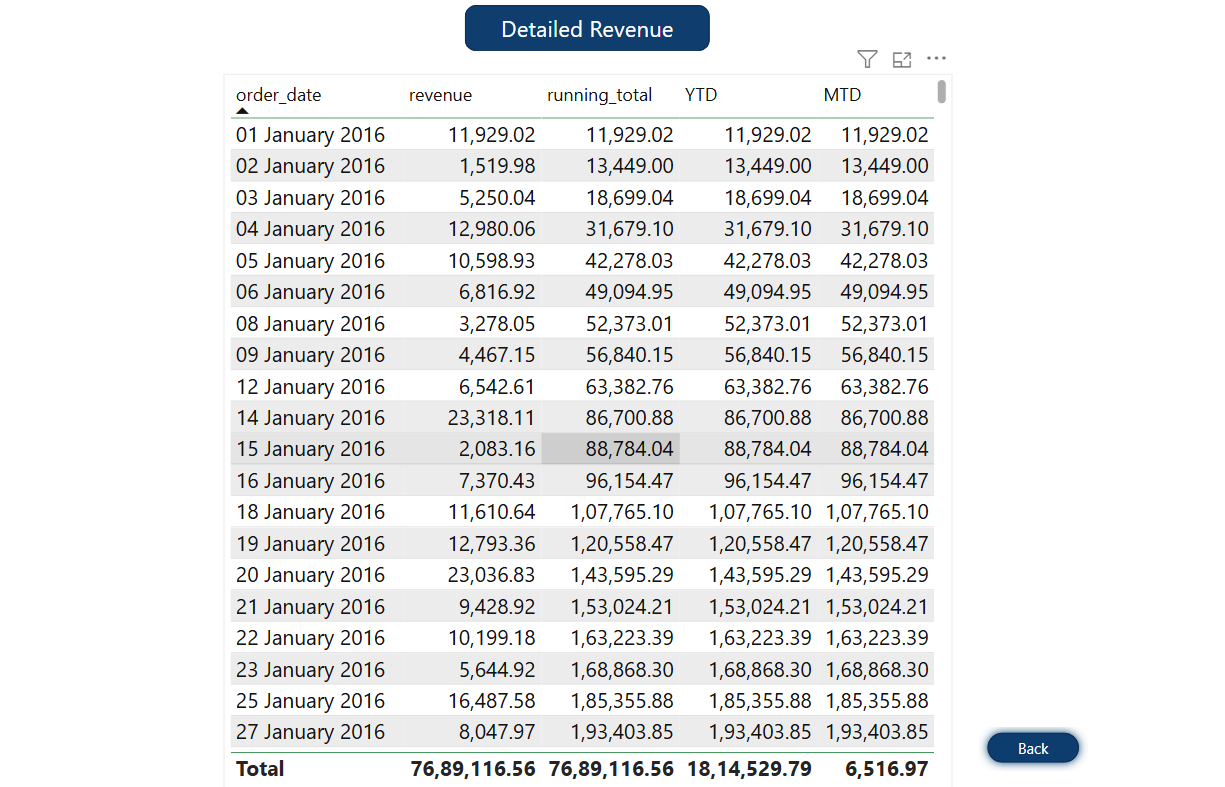 Detailed Revenue
order_date revenue running_total YTD MTD
01 January 2016 11,929.02 11,929.02 11,929.02 11,929.02
02 January 2016 1,519.98 13,449.00 13,449.00 13,449.00
03 January 2016 5,250.04 18,699.04 18,699.04 18,699.04
04 January 2016 12,980.06 31,679.10 31,679.10 31,679.10
05 January 2016 10,598.93 42,278.03 42,278.03 42,278.03
06 January 2016 6,816.92 49,094.95 49,094.95 49,094.95
08 January 2016 3,278.05 52,373.01 52,373.01 52,373.01
09 January 2016 4,467.15 56,840.15 56,840.15 56,840.15
12 January 2016 6,542.61 63,382.76 63,382.76 63,382.76
14 January 2016 23,318.11 86,700.88 86,700.88 86,700.88
15 January 2016 2,083.16 88,784.04 88,784.04 88,784.04
16 January 2016 7,370.43 96,154.47 96,154.47 96,154.47
18 January 2016 11,610.64 1,07,765.10 1,07,765.10 1,07,765.10
19 January 2016 12,793.36 1,20,558.47 1,20,558.47 1,20,558.47
20 January 2016 23,036.83 1,43,595.29 1,43,595.29 1,43,595.29
21 January 2016 9,428.92 1,53,024.21 1,53,024.21 1,53,024.21
22 January 2016 10,199.18 1,63,223.39 1,63,223.39 1,63,223.39
23 January 2016 5,644.92 1,68,868.30 1,68,868.30 1,68,868.30
25 January 2016 16,487.58 1,85,355.88 1,85,355.88 1,85,355.88
27 January 2016 8,047.97 1,93,403.85 1,93,403.85 1,93,403.85
Total 76,89,116.56 76,89,116.56 18,14,529.79 6,516.97
Back